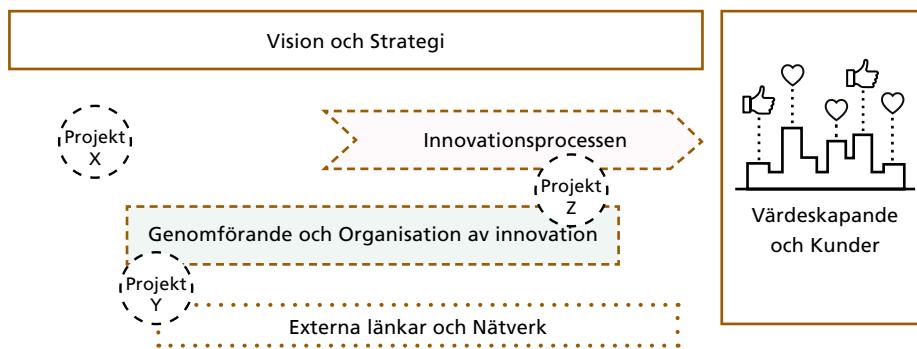 Vision och Strategi
Projekt
X
Innovationsprocessen
Projekt
Z
Genomförande och Organisation av innovation
Projekt
Y
Externa länkar och Nätverk
Värdeskapande
och Kunder